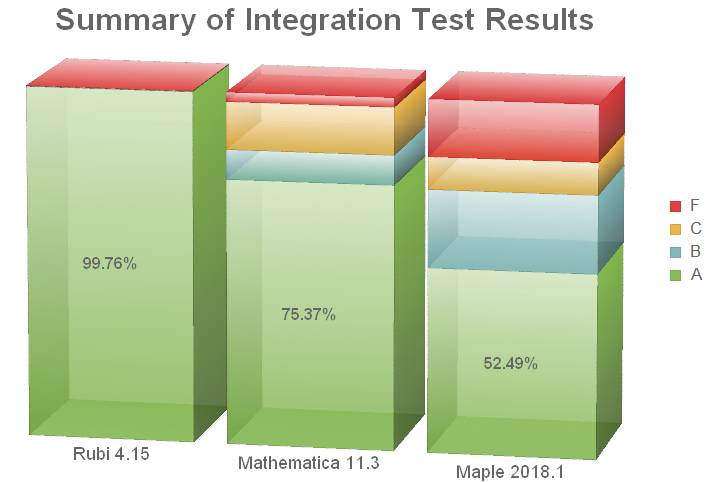 Summary of Integration Test Results
99.76%
75.37%
52.49%
F
C
B
A
Rubi 4.15
Mathematica 11.3
Maple 2018.1